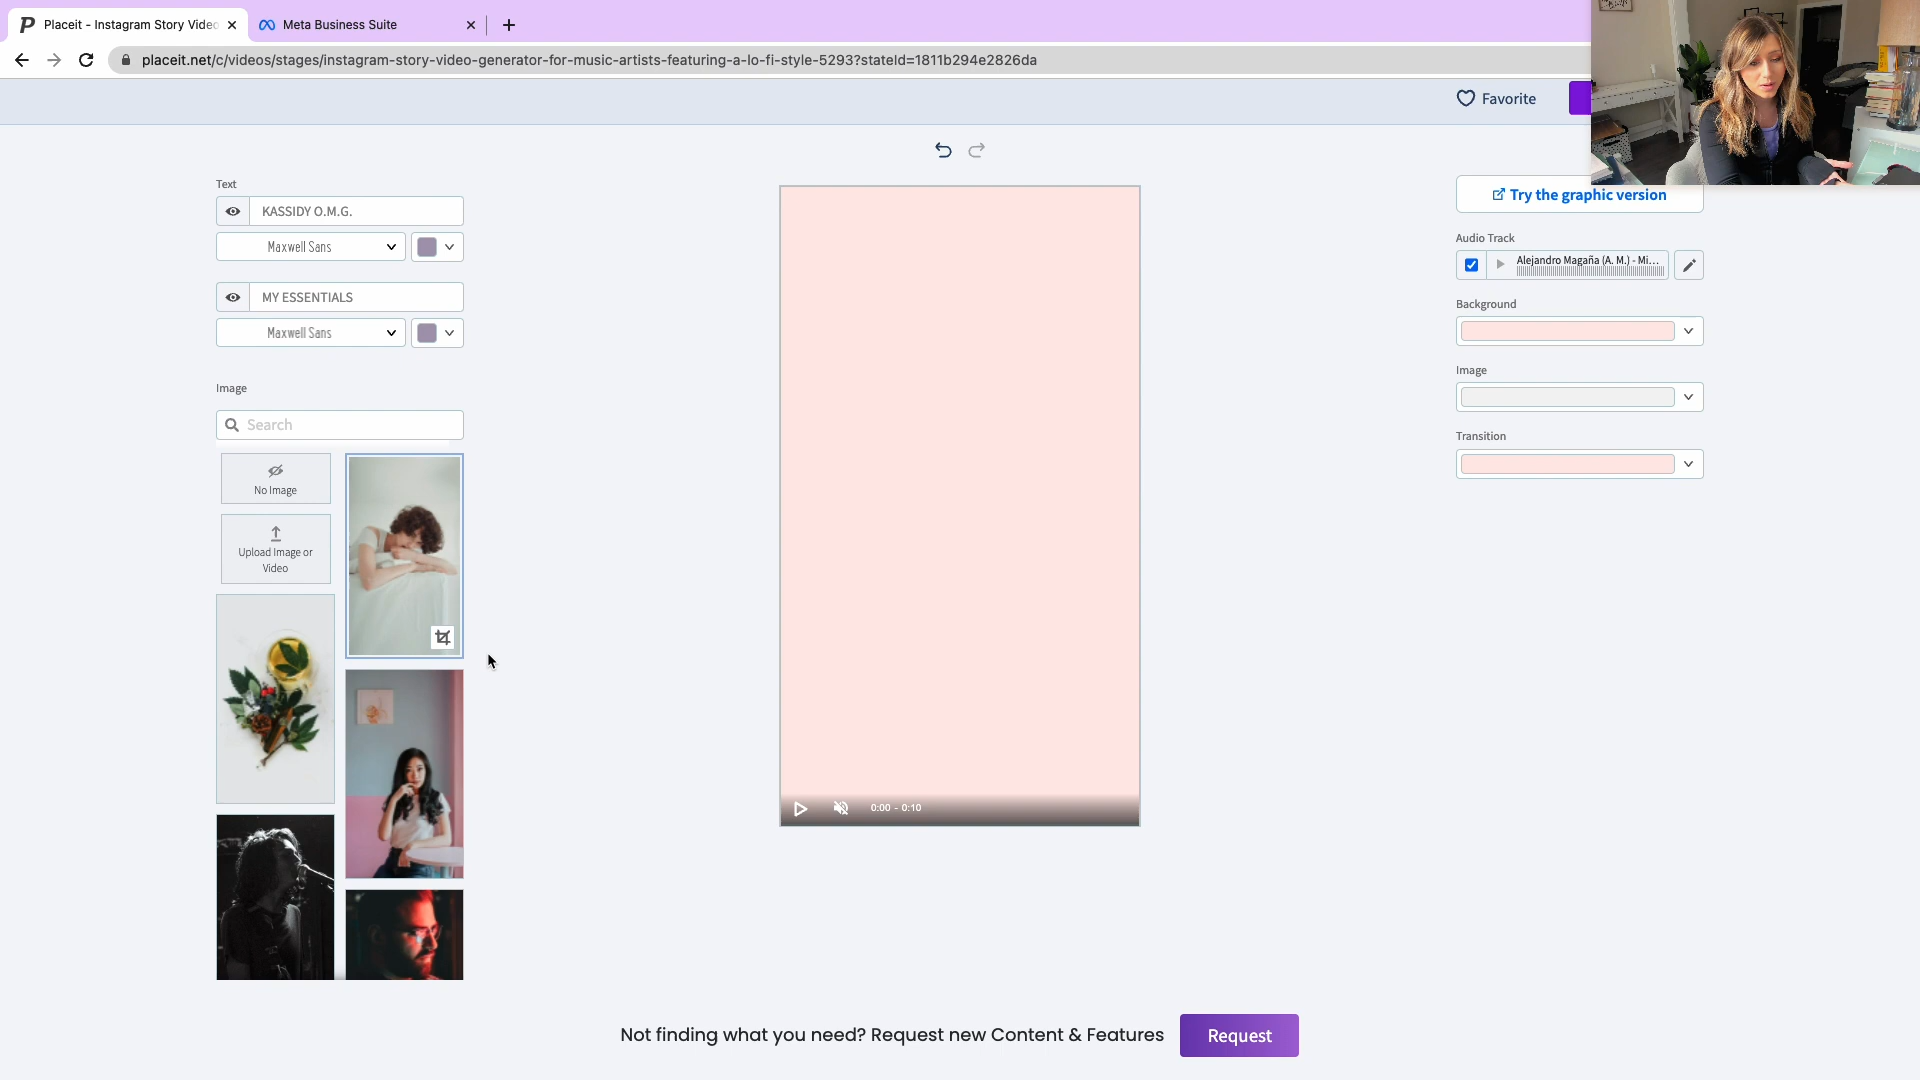 Placeit - Instagram Story Video
Meta Business Suite
placeit.net/c/videos/stages/instagram-story-video-generator-for-music-artists-featuring-a-lo-fi-style-5293?stateId=1811b294e2826da
Favorite
Text
KASSIDY O.M.G.
Maxwell Sans
MY ESSENTIALS
Maxwell Sans
Image
Search
No Image
Upload Image or
Video
0:00 - 0:10
Try the graphic version
Audio Track
Alejandro Magaña (A. M.) - Mi...
Background
Image
Transition
Not finding what you need? Request new Content & Features
Request